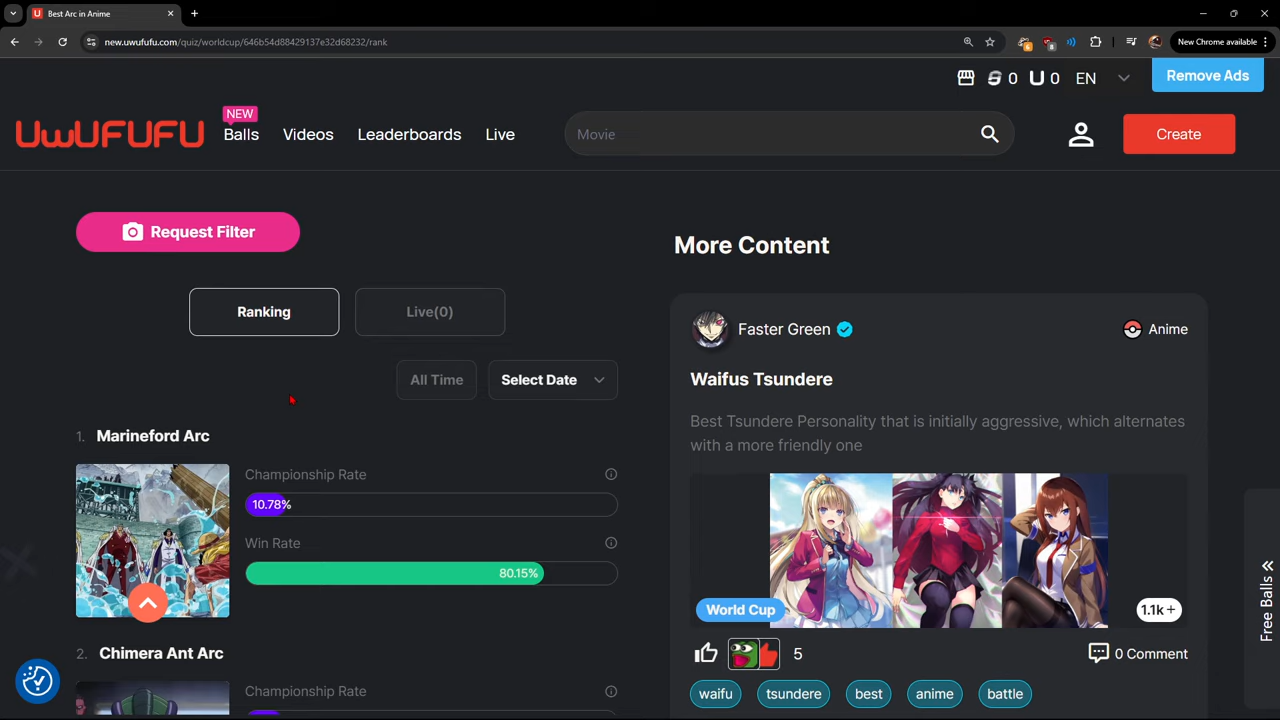 Best Arc in Anime
new.uwufufu.com/quiz/worldcup/646b54d88429137e32d68232/rank
New Chrome available
0
0
EN
Remove Ads
UwUFUFU
NEW
Balls
Videos
Leaderboards
Live
Movie
Create
Request Filter
Ranking
Live(0)
All Time
Select Date
1. Marineford Arc
Championship Rate
10.78%
Win Rate
80.15%
2. Chimera Ant Arc
Championship Rate
More Content
Faster Green
Anime
Waifus Tsundere
Best Tsundere Personality that is initially aggressive, which alternates
with a more friendly one
World Cup
1.1k+
5
0 Comment
waifu
tsundere
best
anime
battle
Free Balls